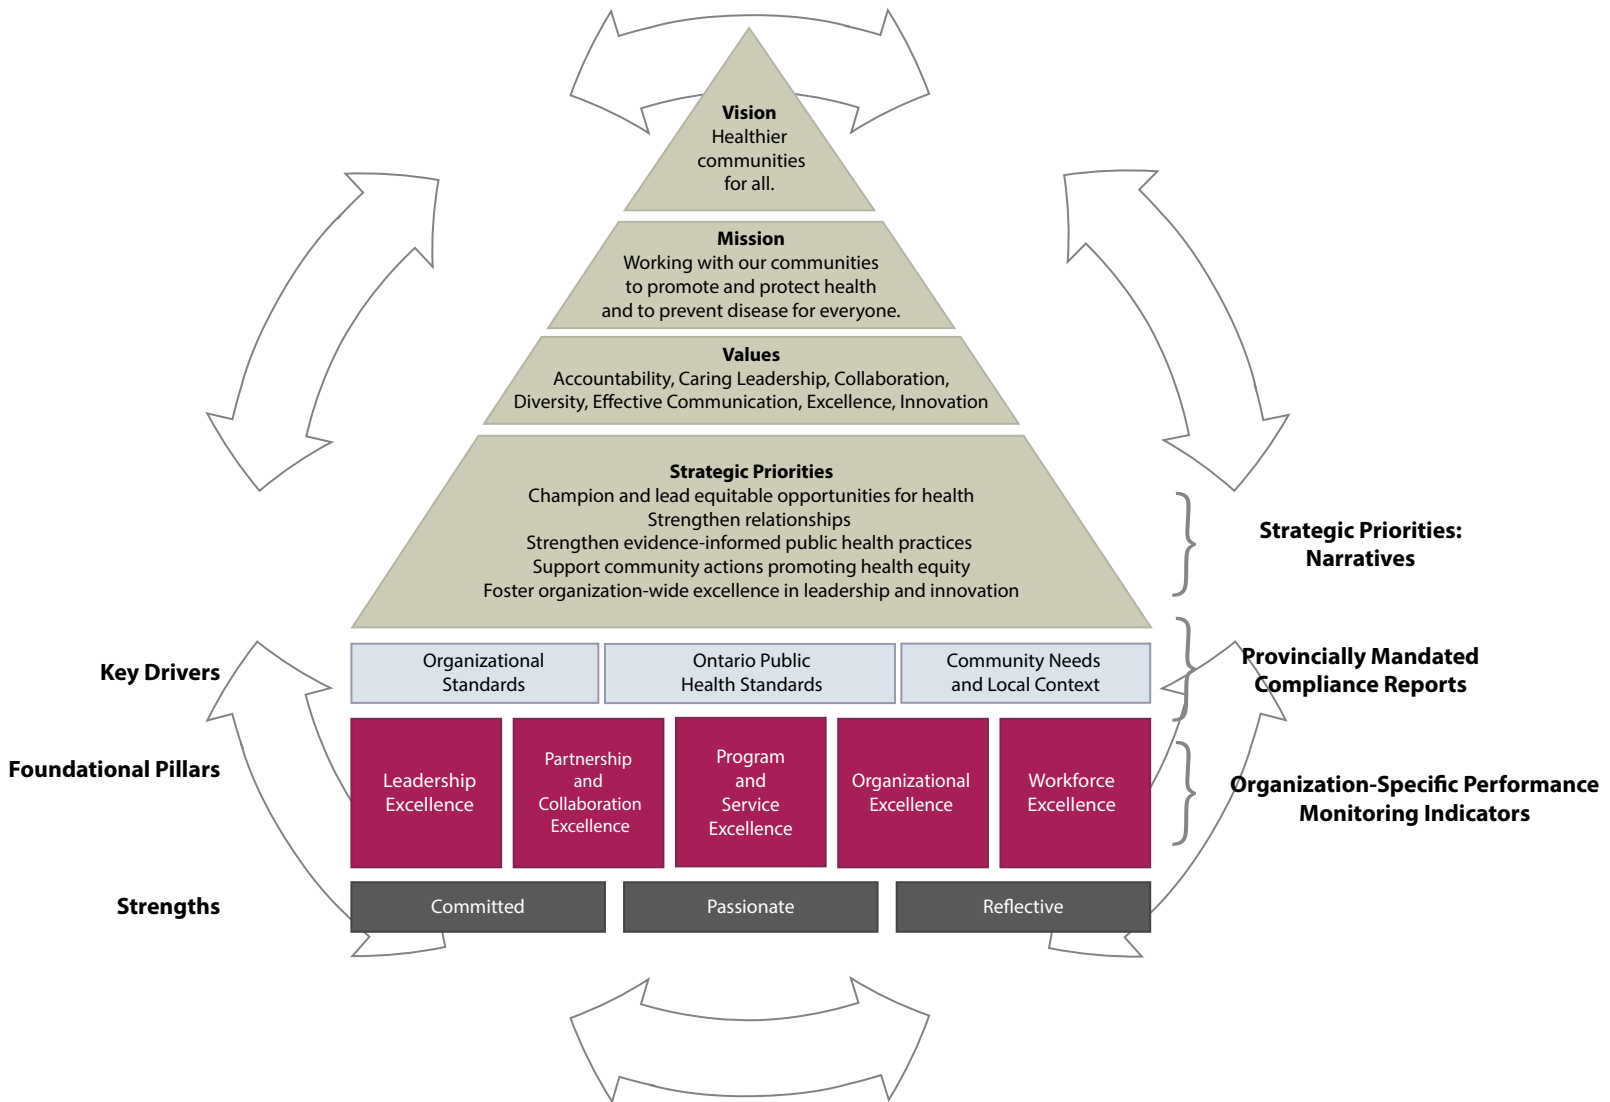 Vision
Healthier
communities
for all.
Mission
Working with our communities
to promote and protect health
and to prevent disease for everyone.
Values
Accountability, Caring Leadership, Collaboration,
Diversity, Effective Communication, Excellence, Innovation
Strategic Priorities
Champion and lead equitable opportunities for health
Strengthen relationships
Strengthen evidence-informed public health practices
Support community actions promoting health equity
Foster organization-wide excellence in leadership and innovation
Strategic Priorities:
Narratives
Key Drivers
Organizational
Standards
Ontario Public
Health Standards
Community Needs
and Local Context
Provincially Mandated
Compliance Reports
Foundational Pillars
Leadership
Excellence
Partnership
and
Collaboration
Excellence
Program
and
Service
Excellence
Organizational
Excellence
Workforce
Excellence
Organization-Specific Performance
Monitoring Indicators
Strengths
Committed
Passionate
Reflective